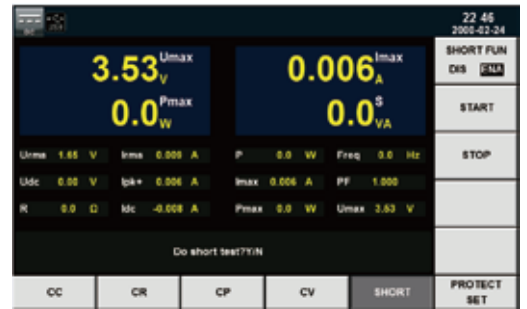 22 46
2000-02-24
3.53 Umax V
0.006 Imax A
0.0 Pmax W
0.0 S VA
Urms 1.65 V Irms 0.000 A P 0.0 W Freq 0.0 Hz
Udc 0.00 V Ipk+ 0.006 A Imax 0.006 A PF 1.000
R 0.0 Ω Idc -0.008 A Pmax 0.0 W Umax 3.53 V
Do short test?Y/N
SHORT FUN
DIS ENA
START
STOP
PROTECT
SET
CC CR CP CV SHORT